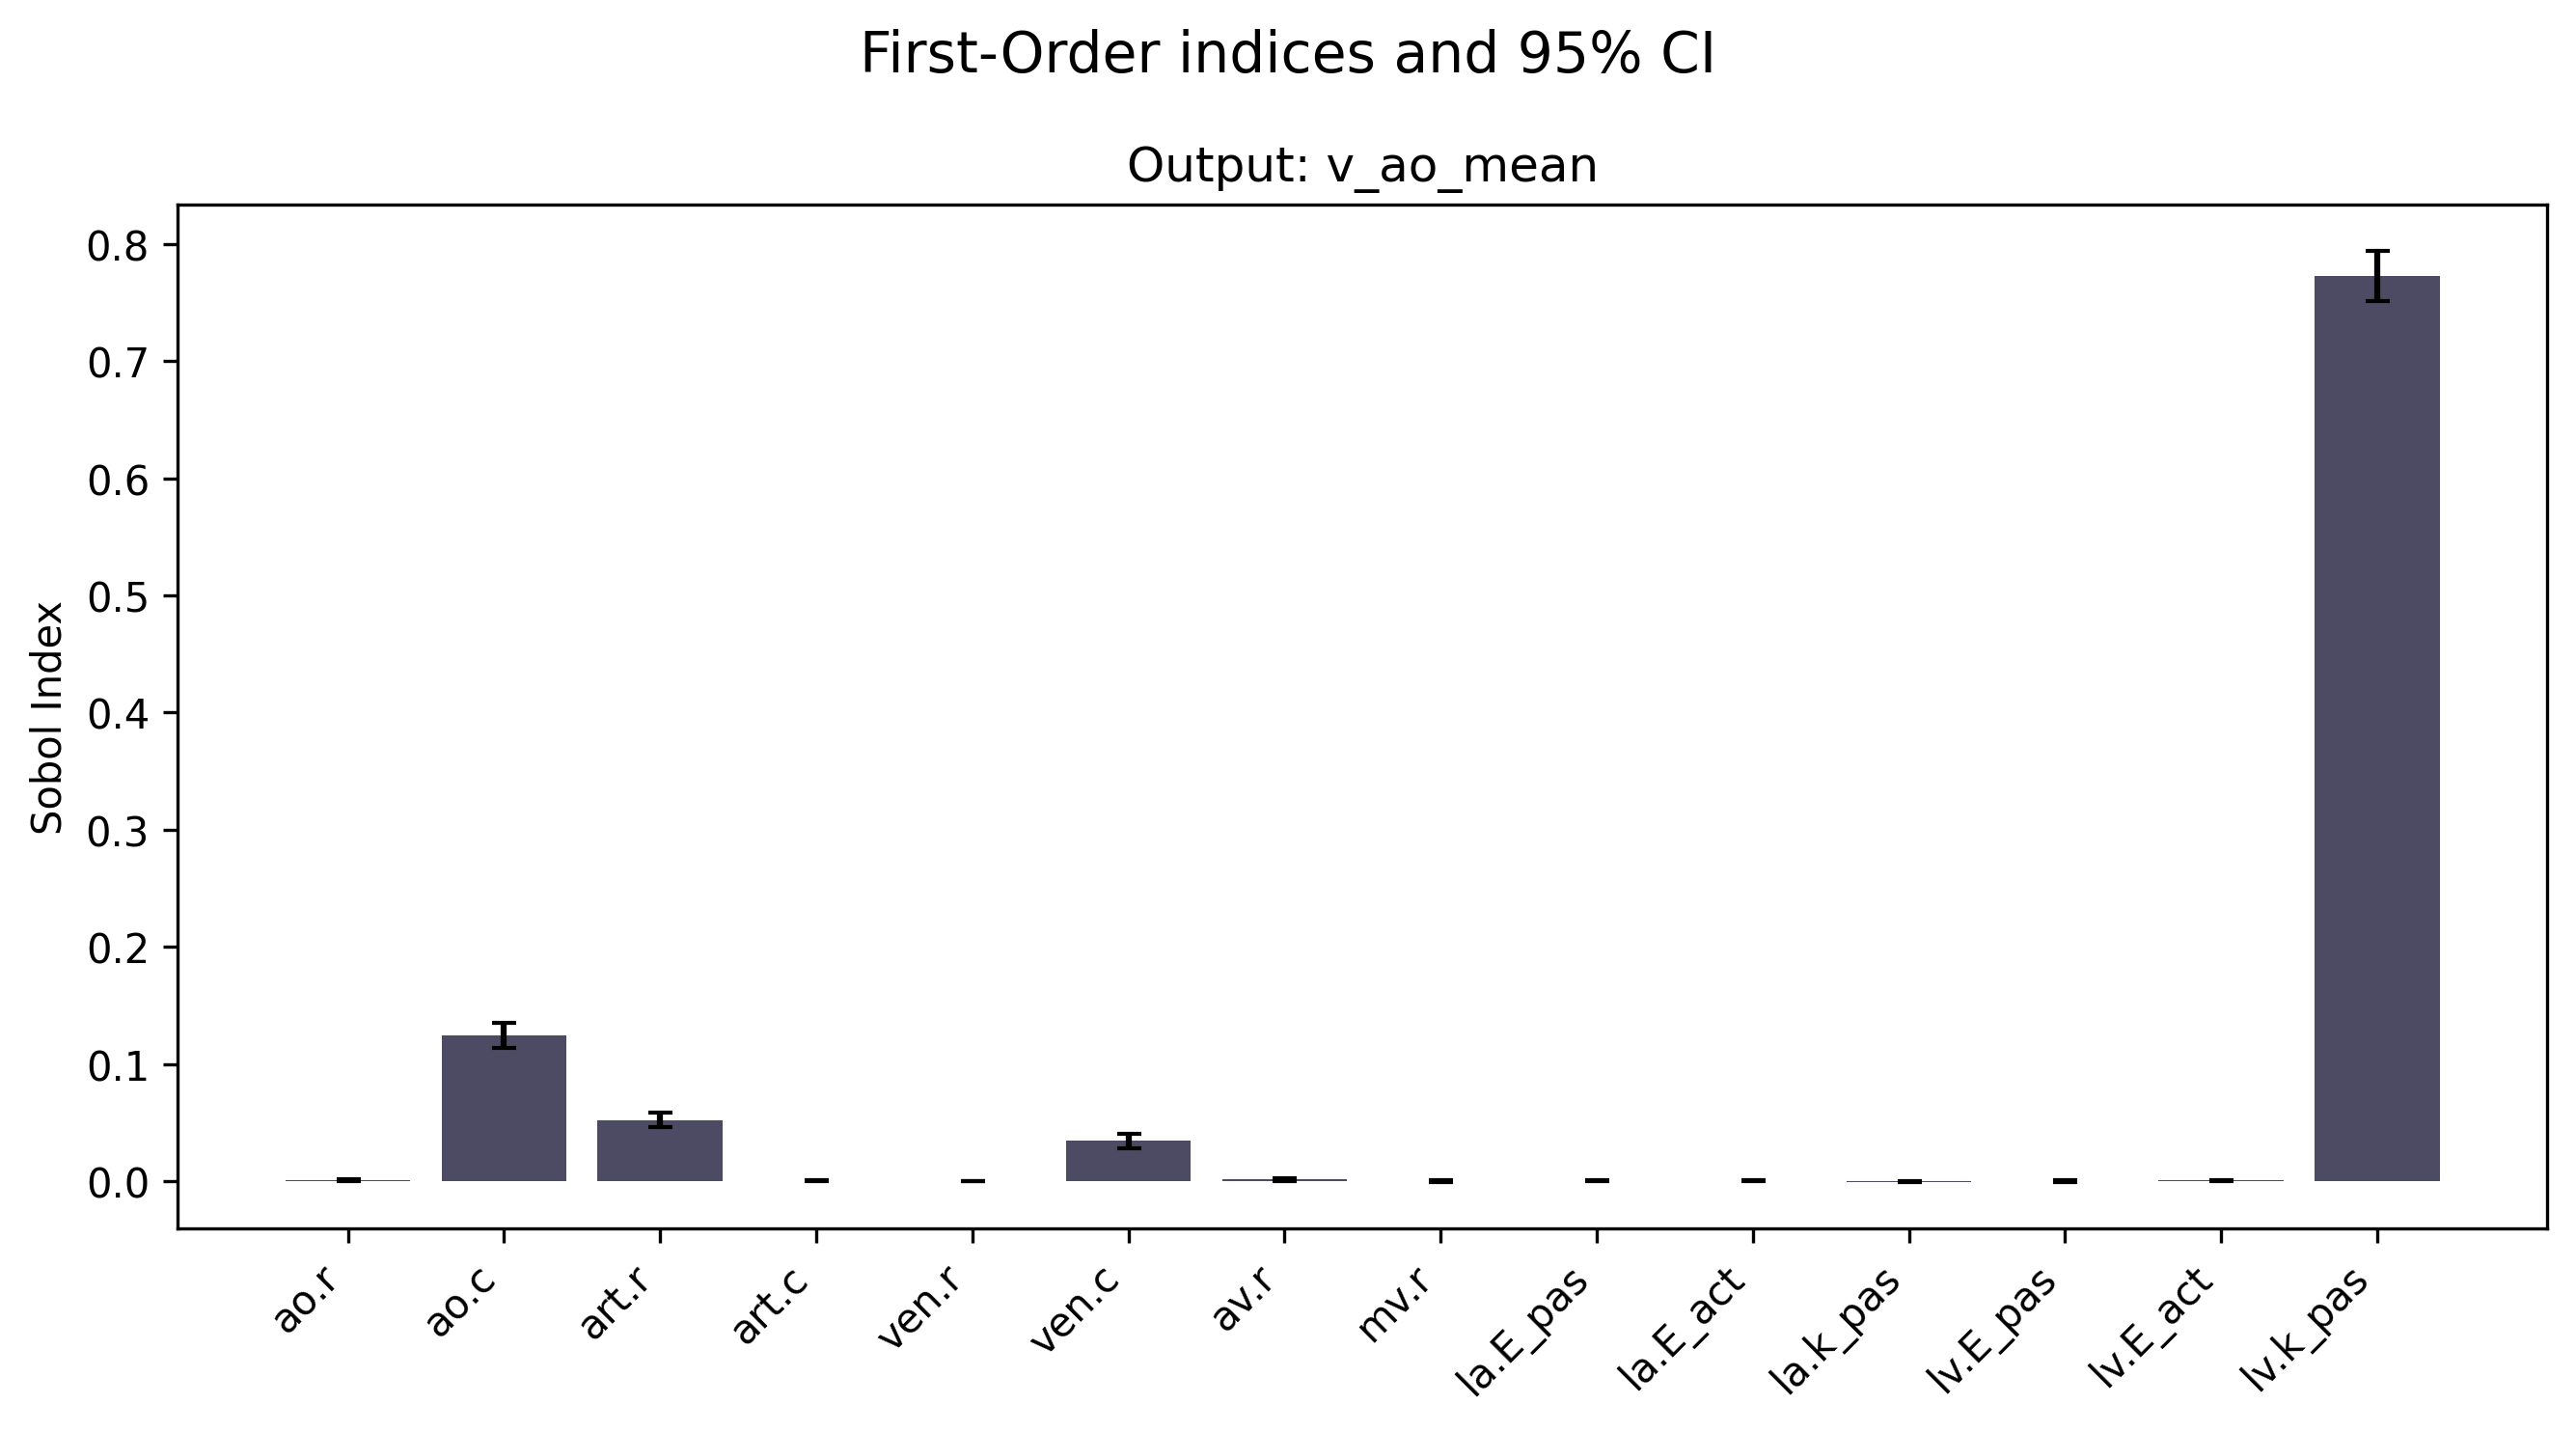 First-Order indices and 95% CI
Output: v_ao_mean
Sobol Index
0.8
0.7
0.6
0.5
0.4
0.3
0.2
0.1
0.0
ao.r
ao.c
art.r
art.c
ven.r
ven.c
av.r
mv.r
la.E_pas
la.E_act
la.k_pas
lv.E_pas
lv.E_act
lv.k_pas